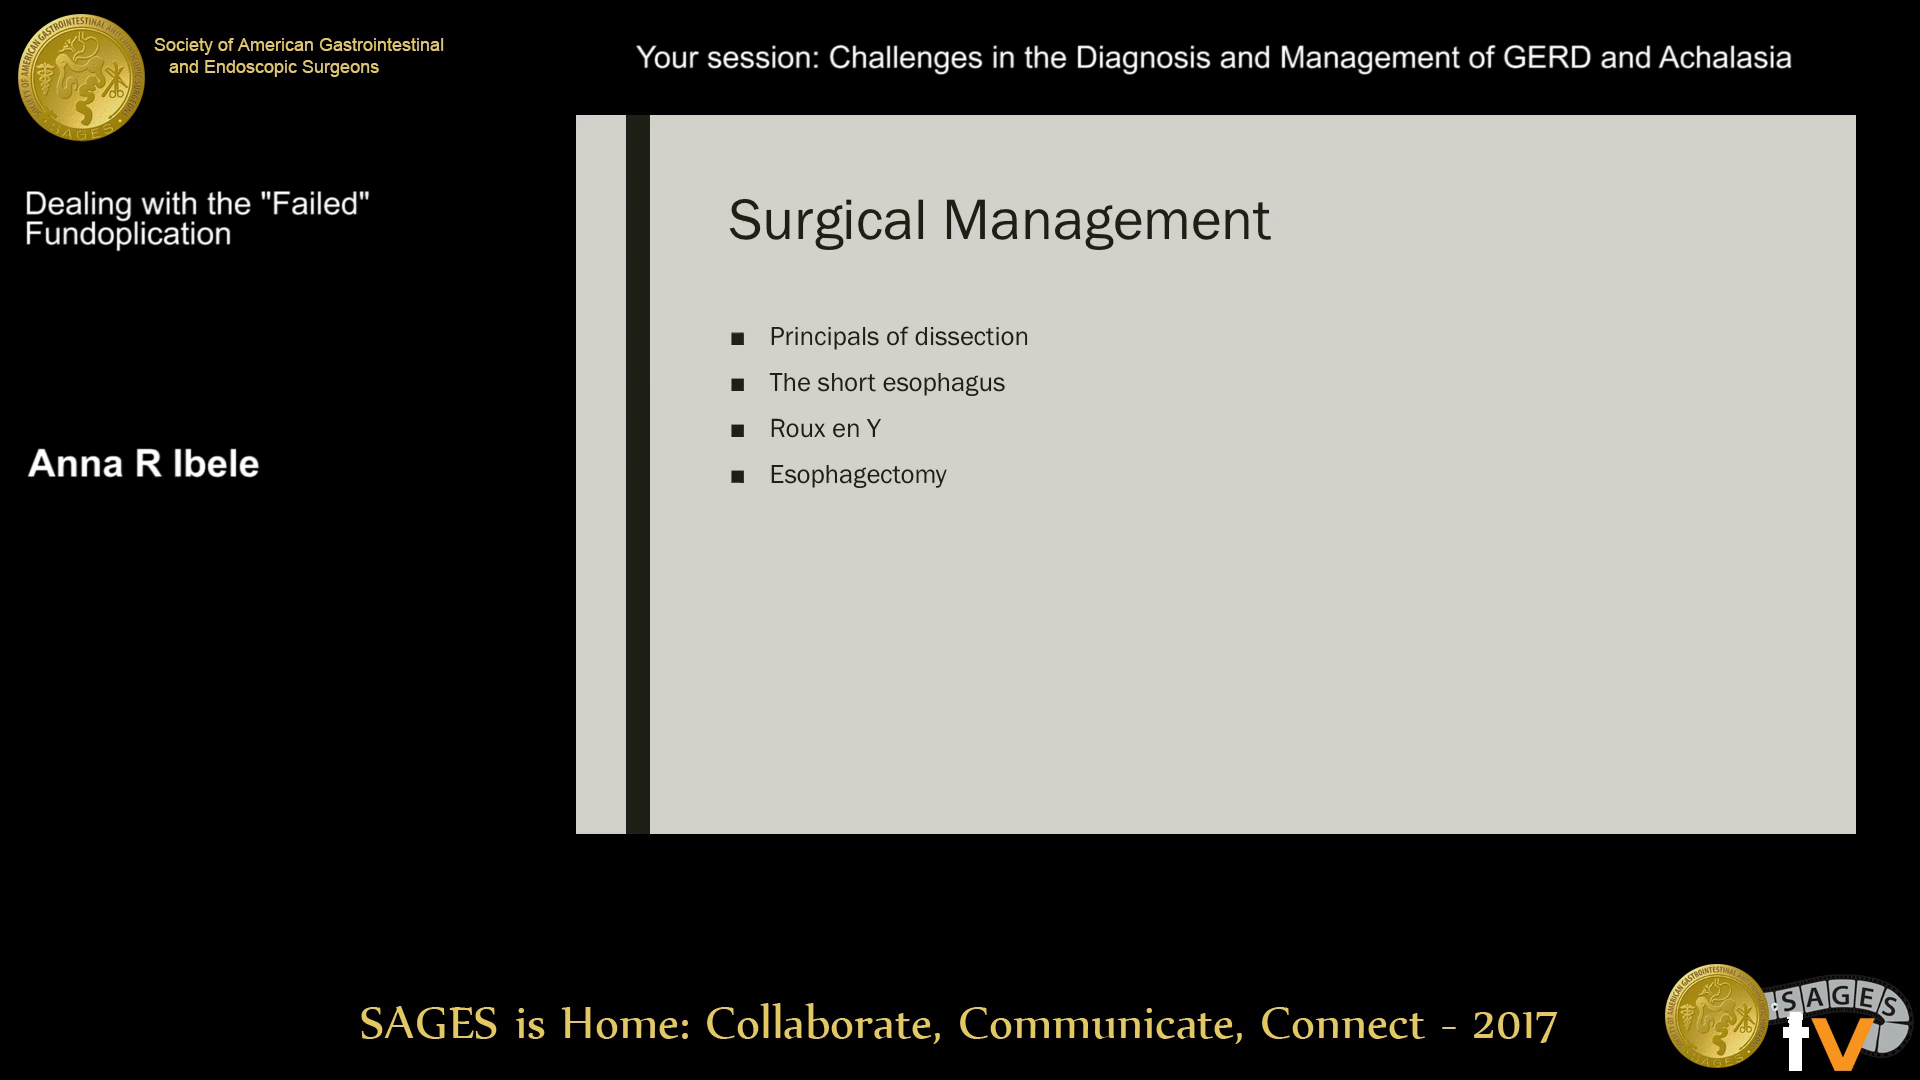 Society of American Gastrointestinal
and Endoscopic Surgeons
Your session: Challenges in the Diagnosis and Management of GERD and Achalasia
Dealing with the "Failed"
Fundoplication
Anna R Ibele
Surgical Management
■ Principals of dissection
■ The short esophagus
■ Roux en Y
■ Esophagectomy
SAGES is Home: Collaborate, Communicate, Connect - 2017
SAGES
tv